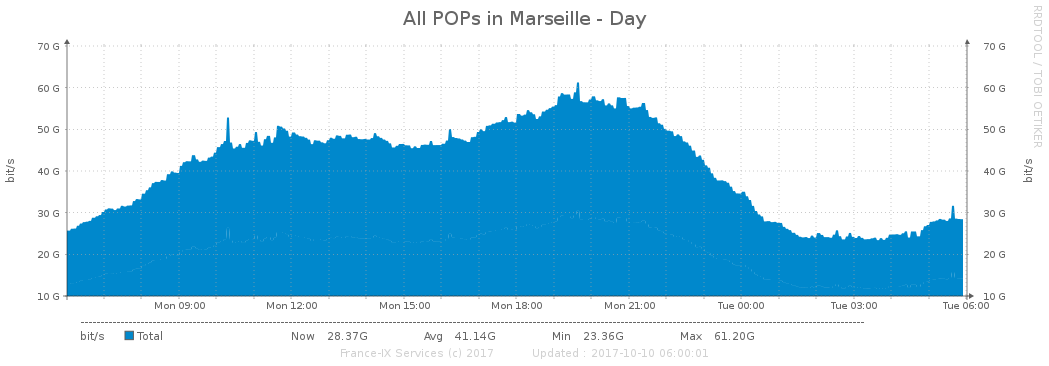 All POPs in Marseille - Day
RRDTOOL / TOBI OETIKER
70 G 70 G
60 G 60 G
50 G 50 G
40 G 40 G
30 G 30 G
20 G 20 G
10 G 10 G
bit/s bit/s
Mon 09:00 Mon 12:00 Mon 15:00 Mon 18:00 Mon 21:00 Tue 00:00 Tue 03:00 Tue 06:00
bit/s Total Now 28.37G Avg 41.14G Min 23.36G Max 61.20G
France-IX Services (c) 2017 Updated : 2017-10-10 06:00:01